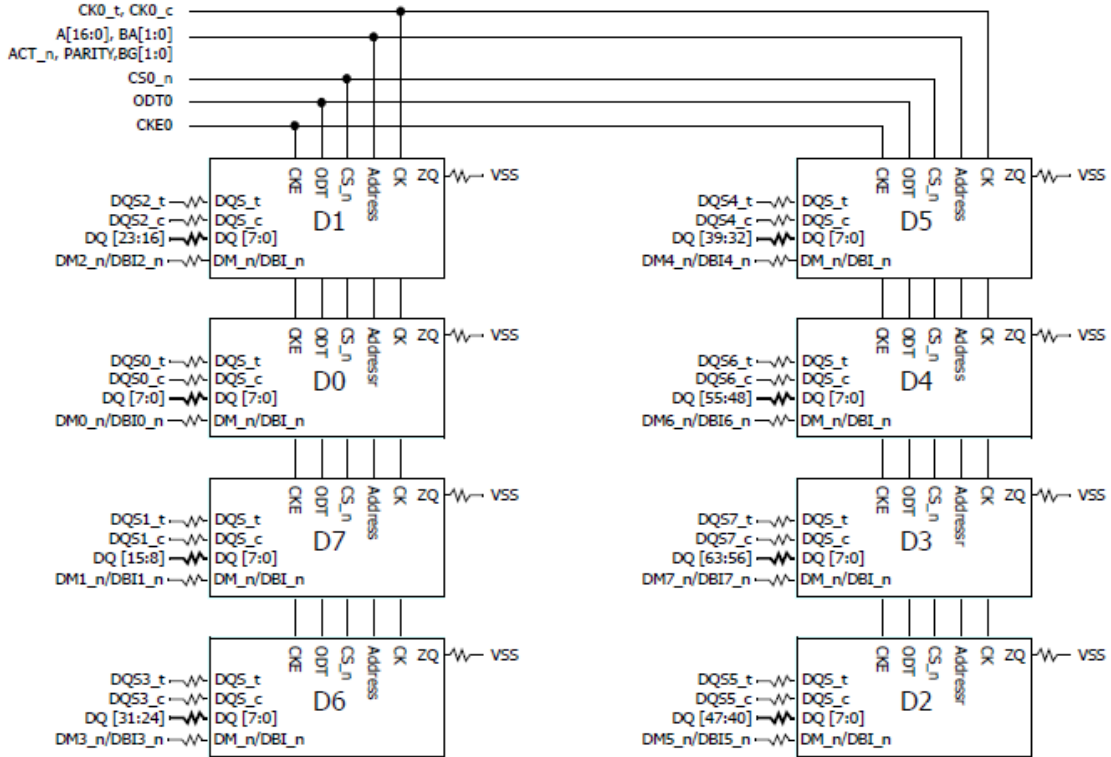 CK0_t, CK0_c
A[16:0], BA[1:0]
ACT_n, PARITY,BG[1:0]
CS0_n
ODT0
CKE0
CKE ODT CS_n Address CK ZQ VSS
DQS2_t DQS_t
DQS2_c DQS_c
D1
DQ [23:16] DQ [7:0]
DM2_n/DBI2_n DM_n/DBI_n
CKE ODT CS_n Address CK ZQ VSS
DQS4_t DQS_t
DQS4_c DQS_c
D5
DQ [39:32] DQ [7:0]
DM4_n/DBI4_n DM_n/DBI_n
CKE ODT CS_n Addressr CK ZQ VSS
DQS0_t DQS_t
DQS0_c DQS_c
D0
DQ [7:0] DQ [7:0]
DM0_n/DBI0_n DM_n/DBI_n
CKE ODT CS_n Address CK ZQ VSS
DQS6_t DQS_t
DQS6_c DQS_c
D4
DQ [55:48] DQ [7:0]
DM6_n/DBI6_n DM_n/DBI_n
CKE ODT CS_n Address CK ZQ VSS
DQS1_t DQS_t
DQS1_c DQS_c
D7
DQ [15:8] DQ [7:0]
DM1_n/DBI1_n DM_n/DBI_n
CKE ODT CS_n Addressr CK ZQ VSS
DQS7_t DQS_t
DQS7_c DQS_c
D3
DQ [63:56] DQ [7:0]
DM7_n/DBI7_n DM_n/DBI_n
CKE ODT CS_n Address CK ZQ VSS
DQS3_t DQS_t
DQS3_c DQS_c
D6
DQ [31:24] DQ [7:0]
DM3_n/DBI3_n DM_n/DBI_n
CKE ODT CS_n Addressr CK ZQ VSS
DQS5_t DQS_t
DQS5_c DQS_c
D2
DQ [47:40] DQ [7:0]
DM5_n/DBI5_n DM_n/DBI_n